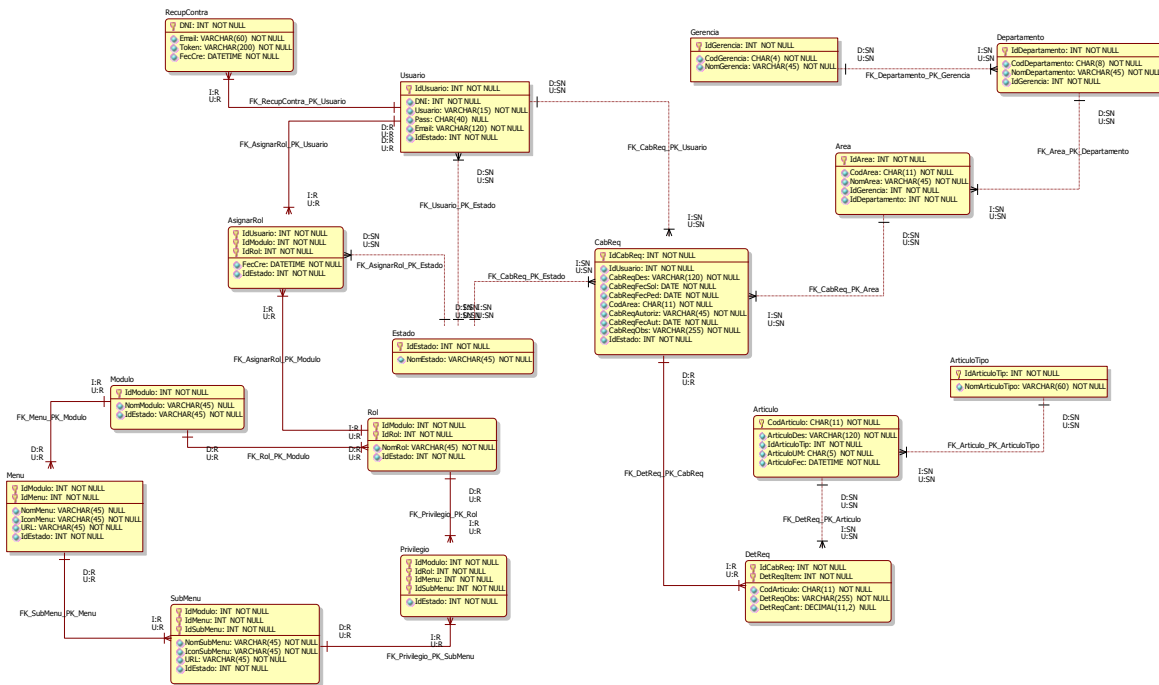 RecupContra
DNI: INT NOT NULL
Email: VARCHAR(60) NOT NULL
Token: VARCHAR(200) NOT NULL
FecCre: DATETIME NOT NULL
I:R
U:R
FK_RecupContra_PK_Usuario
D:R
U:R
Usuario
IdUsuario: INT NOT NULL
DNI: INT NOT NULL
Usuario: VARCHAR(15) NOT NULL
Pass: CHAR(40) NOT NULL
Email: VARCHAR(120) NOT NULL
IdEstado: INT NOT NULL
D:R
U:R
FK_AsignarRol_PK_Usuario
I:R
U:R
D:SN
U:SN
FK_CabReq_PK_Usuario
I:SN
U:SN
D:SN
U:SN
FK_Usuario_PK_Estado
Gerencia
IdGerencia: INT NOT NULL
CodGerencia: CHAR(4) NOT NULL
NomGerencia: VARCHAR(45) NOT NULL
D:SN
U:SN
FK_Departamento_PK_Gerencia
I:SN
U:SN
Departamento
IdDepartamento: INT NOT NULL
CodDepartamento: CHAR(8) NOT NULL
NomDepartamento: VARCHAR(45) NOT NULL
IdGerencia: INT NOT NULL
D:SN
U:SN
FK_Area_PK_Departamento
I:SN
U:SN
Area
IdArea: INT NOT NULL
CodArea: CHAR(11) NOT NULL
NomArea: VARCHAR(45) NOT NULL
IdGerencia: INT NOT NULL
IdDepartamento: INT NOT NULL
D:SN
U:SN
FK_CabReq_PK_Area
I:SN
U:SN
AsignarRol
IdUsuario: INT NOT NULL
IdModulo: INT NOT NULL
IdRol: INT NOT NULL
FecCre: DATETIME NOT NULL
IdEstado: INT NOT NULL
D:SN
U:SN
FK_AsignarRol_PK_Estado
I:R
U:R
FK_AsignarRol_PK_Modulo
I:R
U:R
CabReq
IdCabReq: INT NOT NULL
IdUsuario: INT NOT NULL
CabReqDes: VARCHAR(120) NOT NULL
CabReqFecSol: DATE NOT NULL
CabReqFecPed: DATE NOT NULL
CodArea: CHAR(11) NOT NULL
CabReqAutoriz: VARCHAR(45) NOT NULL
CabReqFecAut: DATE NOT NULL
CabReqObs: VARCHAR(255) NOT NULL
IdEstado: INT NOT NULL
I:SN
U:SN
FK_CabReq_PK_Estado
I:SN
U:SN
Estado
IdEstado: INT NOT NULL
NomEstado: VARCHAR(45) NOT NULL
D:R
U:R
FK_DetReq_PK_CabReq
I:R
U:R
ArticuloTipo
IdArticuloTip: INT NOT NULL
NomArticuloTipo: VARCHAR(60) NOT NULL
D:SN
U:SN
FK_Articulo_PK_ArticuloTipo
I:SN
U:SN
Articulo
CodArticulo: CHAR(11) NOT NULL
ArticuloDes: VARCHAR(120) NOT NULL
IdArticuloTip: INT NOT NULL
ArticuloUM: CHAR(5) NOT NULL
ArticuloFec: DATETIME NOT NULL
D:SN
U:SN
FK_DetReq_PK_Articulo
I:SN
U:SN
DetReq
IdCabReq: INT NOT NULL
DetReqItem: INT NOT NULL
CodArticulo: CHAR(11) NOT NULL
DetReqObs: VARCHAR(255) NOT NULL
DetReqCant: DECIMAL(11,2) NULL
Modulo
IdModulo: INT NOT NULL
NomModulo: VARCHAR(45) NULL
IdEstado: VARCHAR(45) NOT NULL
I:R
U:R
FK_Menu_PK_Modulo
D:R
U:R
D:R
U:R
FK_Rol_PK_Modulo
D:R
U:R
Rol
IdModulo: INT NOT NULL
IdRol: INT NOT NULL
NomRol: VARCHAR(45) NOT NULL
IdEstado: INT NOT NULL
D:R
U:R
FK_Privilegio_PK_Rol
I:R
U:R
Menu
IdModulo: INT NOT NULL
IdMenu: INT NOT NULL
NomMenu: VARCHAR(45) NOT NULL
IconMenu: VARCHAR(45) NOT NULL
URL: VARCHAR(45) NOT NULL
IdEstado: INT NOT NULL
D:R
U:R
FK_SubMenu_PK_Menu
I:R
U:R
SubMenu
IdModulo: INT NOT NULL
IdMenu: INT NOT NULL
IdSubMenu: INT NOT NULL
NomSubMenu: VARCHAR(45) NOT NULL
IconSubMenu: VARCHAR(45) NOT NULL
URL: VARCHAR(45) NOT NULL
IdEstado: INT NOT NULL
D:R
U:R
FK_Privilegio_PK_SubMenu
I:R
U:R
Privilegio
IdModulo: INT NOT NULL
IdRol: INT NOT NULL
IdMenu: INT NOT NULL
IdSubMenu: INT NOT NULL
IdEstado: INT NOT NULL